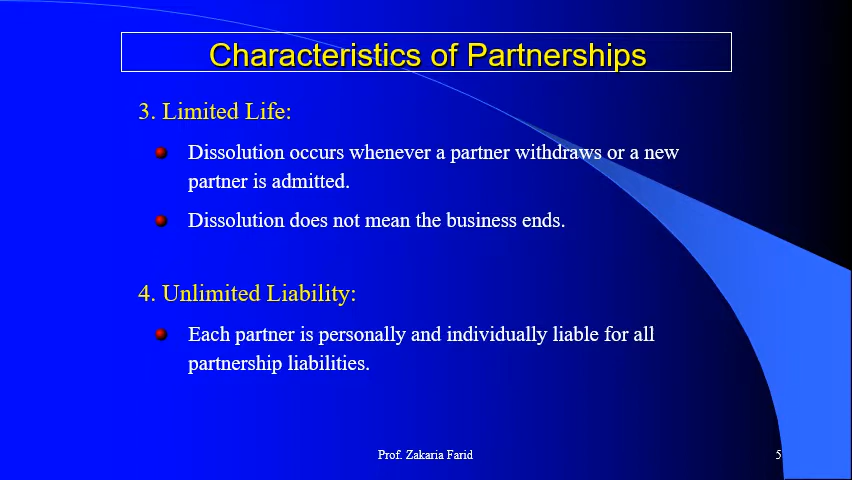 Characteristics of Partnerships
3. Limited Life:
Dissolution occurs whenever a partner withdraws or a new
partner is admitted.
Dissolution does not mean the business ends.
4. Unlimited Liability:
Each partner is personally and individually liable for all
partnership liabilities.
Prof. Zakaria Farid
5